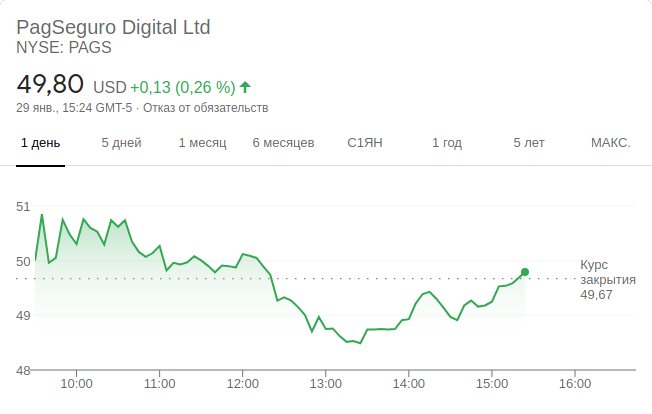 PagSeguro Digital Ltd
NYSE: PAGS
49,80 USD +0,13 (0,26 %)
29 янв., 15:24 GMT-5 · Отказ от обязательств
1 день 5 дней 1 месяц 6 месяцев С1ЯН 1 год 5 лет МАКС.
51
50
49
48
Курс
закрытия
49,67
10:00 11:00 12:00 13:00 14:00 15:00 16:00